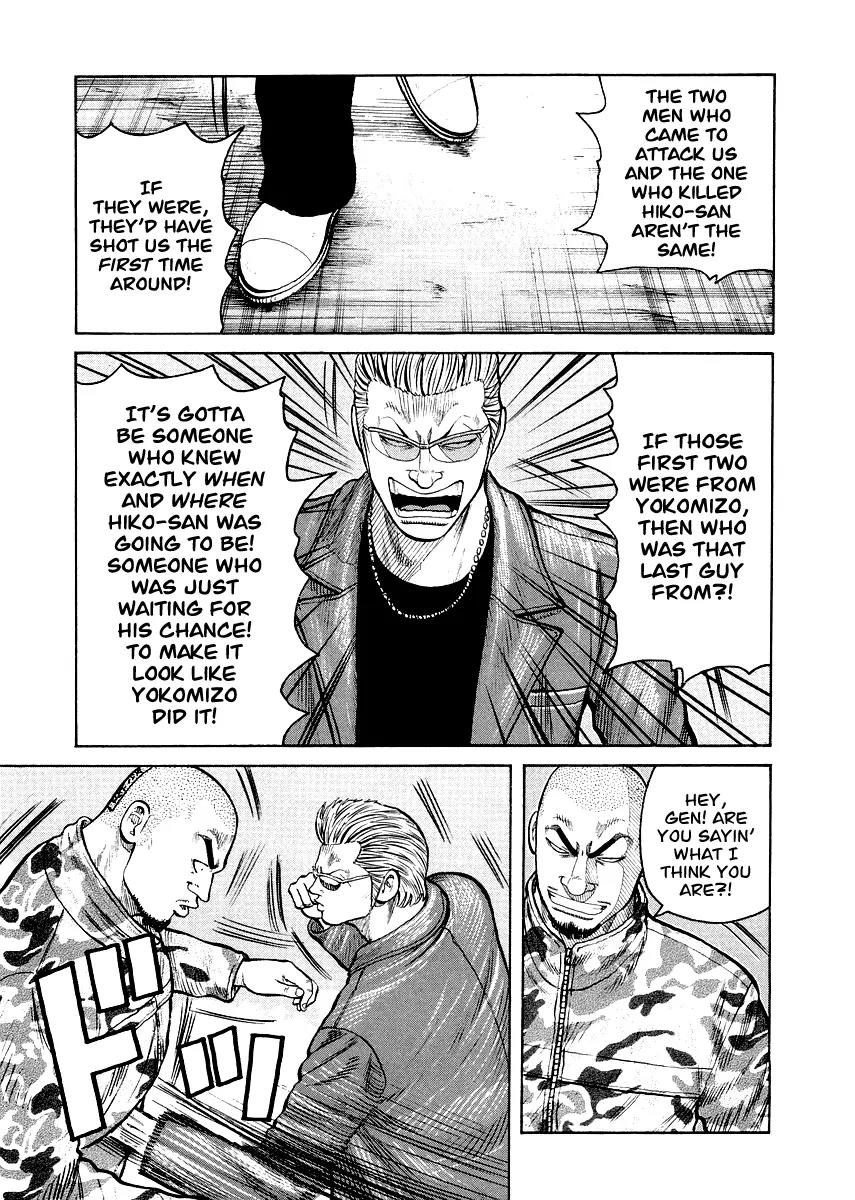 THE TWO
MEN WHO
CAME TO
ATTACK US
AND THE ONE
WHO KILLED
HIKO-SAN
AREN'T THE
SAME!
IF
THEY WERE,
THEY'D HAVE
SHOT US THE
FIRST TIME
AROUND!
IF THOSE
FIRST TWO
WERE FROM
YOKOMIZO,
THEN WHO
WAS THAT
LAST GUY
FROM?!
IT'S GOTTA
BE SOMEONE
WHO KNEW
EXACTLY WHEN
AND WHERE
HIKO-SAN WAS
GOING TO BE!
SOMEONE WHO
WAS JUST
WAITING FOR
HIS CHANCE!
TO MAKE IT
LOOK LIKE
YOKOMIZO
DID IT!
HEY,
GEN! ARE
YOU SAYIN'
WHAT I
THINK YOU
ARE?!
ドドッ